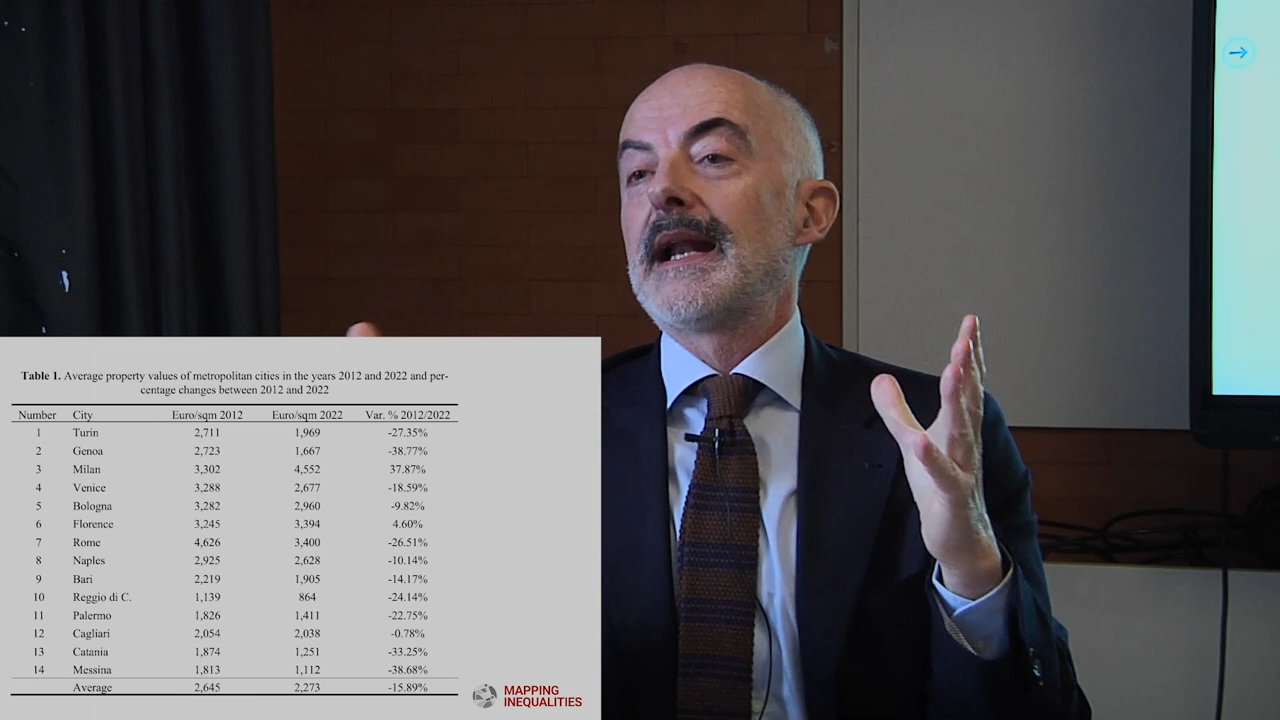 Table 1. Average property values of metropolitan cities in the years 2012 and 2022 and per-
centage changes between 2012 and 2022
Number City Euro/sqm 2012 Euro/sqm 2022 Var. % 2012/2022
1 Turin 2,711 1,969 -27.35%
2 Genoa 2,723 1,667 -38.77%
3 Milan 3,302 4,552 37.87%
4 Venice 3,288 2,677 -18.59%
5 Bologna 3,282 2,960 -9.82%
6 Florence 3,245 3,394 4.60%
7 Rome 4,626 3,400 -26.51%
8 Naples 2,925 2,628 -10.14%
9 Bari 2,219 1,905 -14.17%
10 Reggio di C. 1,139 864 -24.14%
11 Palermo 1,826 1,411 -22.75%
12 Cagliari 2,054 2,038 -0.78%
13 Catania 1,874 1,251 -33.25%
14 Messina 1,813 1,112 -38.68%
Average 2,645 2,273 -15.89%
MAPPING
INEQUALITIES